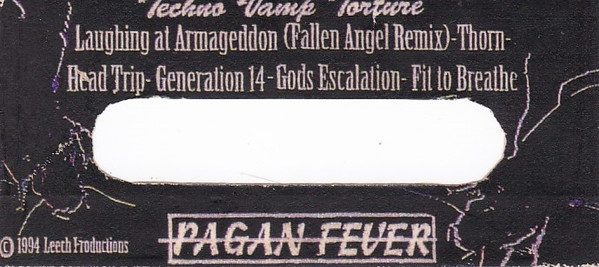 Techno Vamp Torture
Laughing at Armageddon (Fallen Angel Remix)-Thorn-
Head Trip- Generation 14- Gods Escalation- Fit to Breathe
© 1994 Leech Productions
PAGAN FEVER